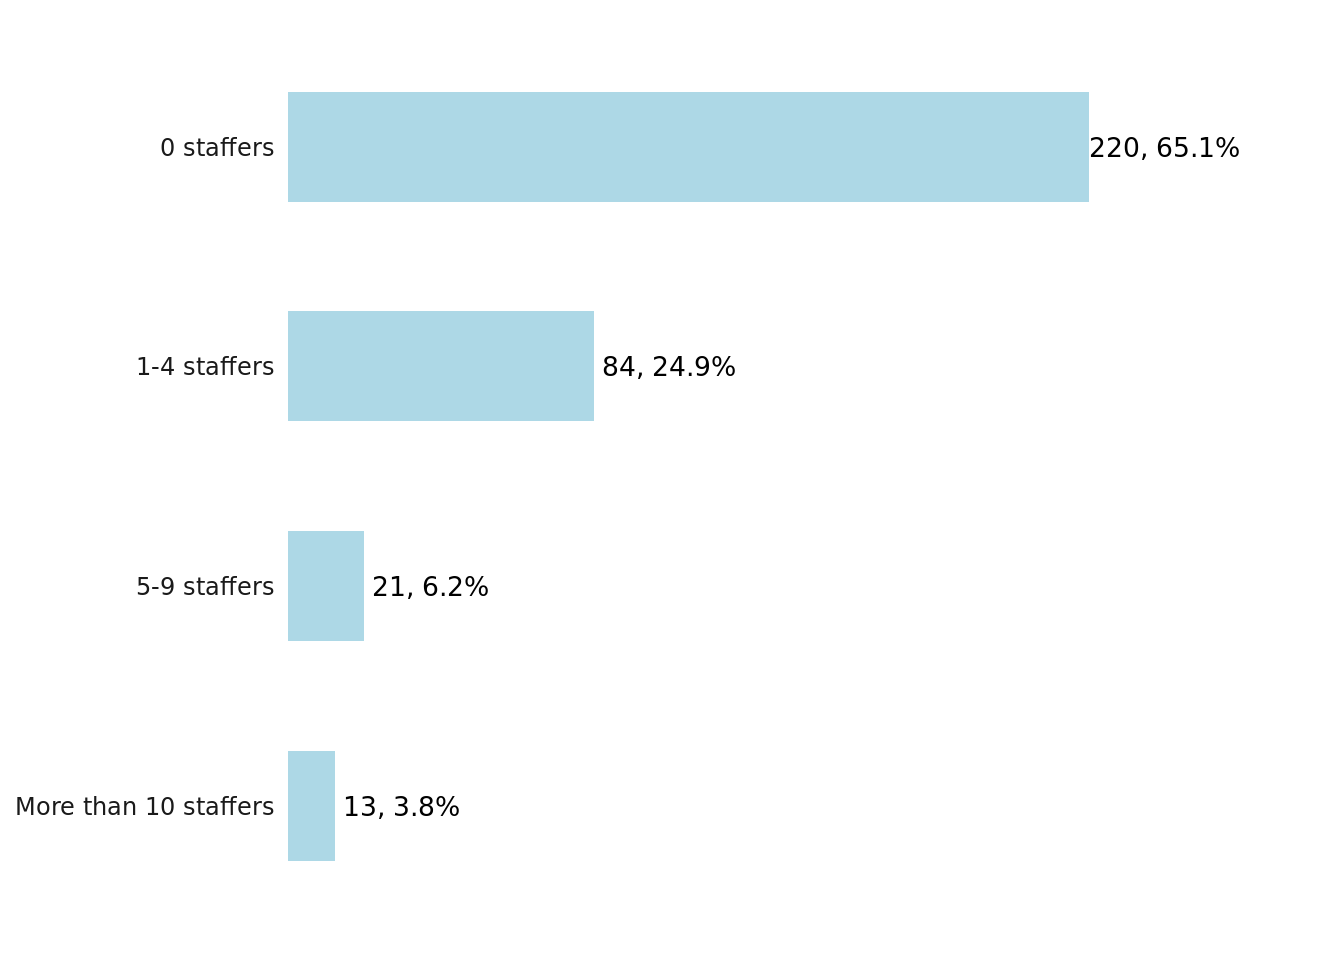 0 staffers 220, 65.1%
1-4 staffers 84, 24.9%
5-9 staffers 21, 6.2%
More than 10 staffers 13, 3.8%